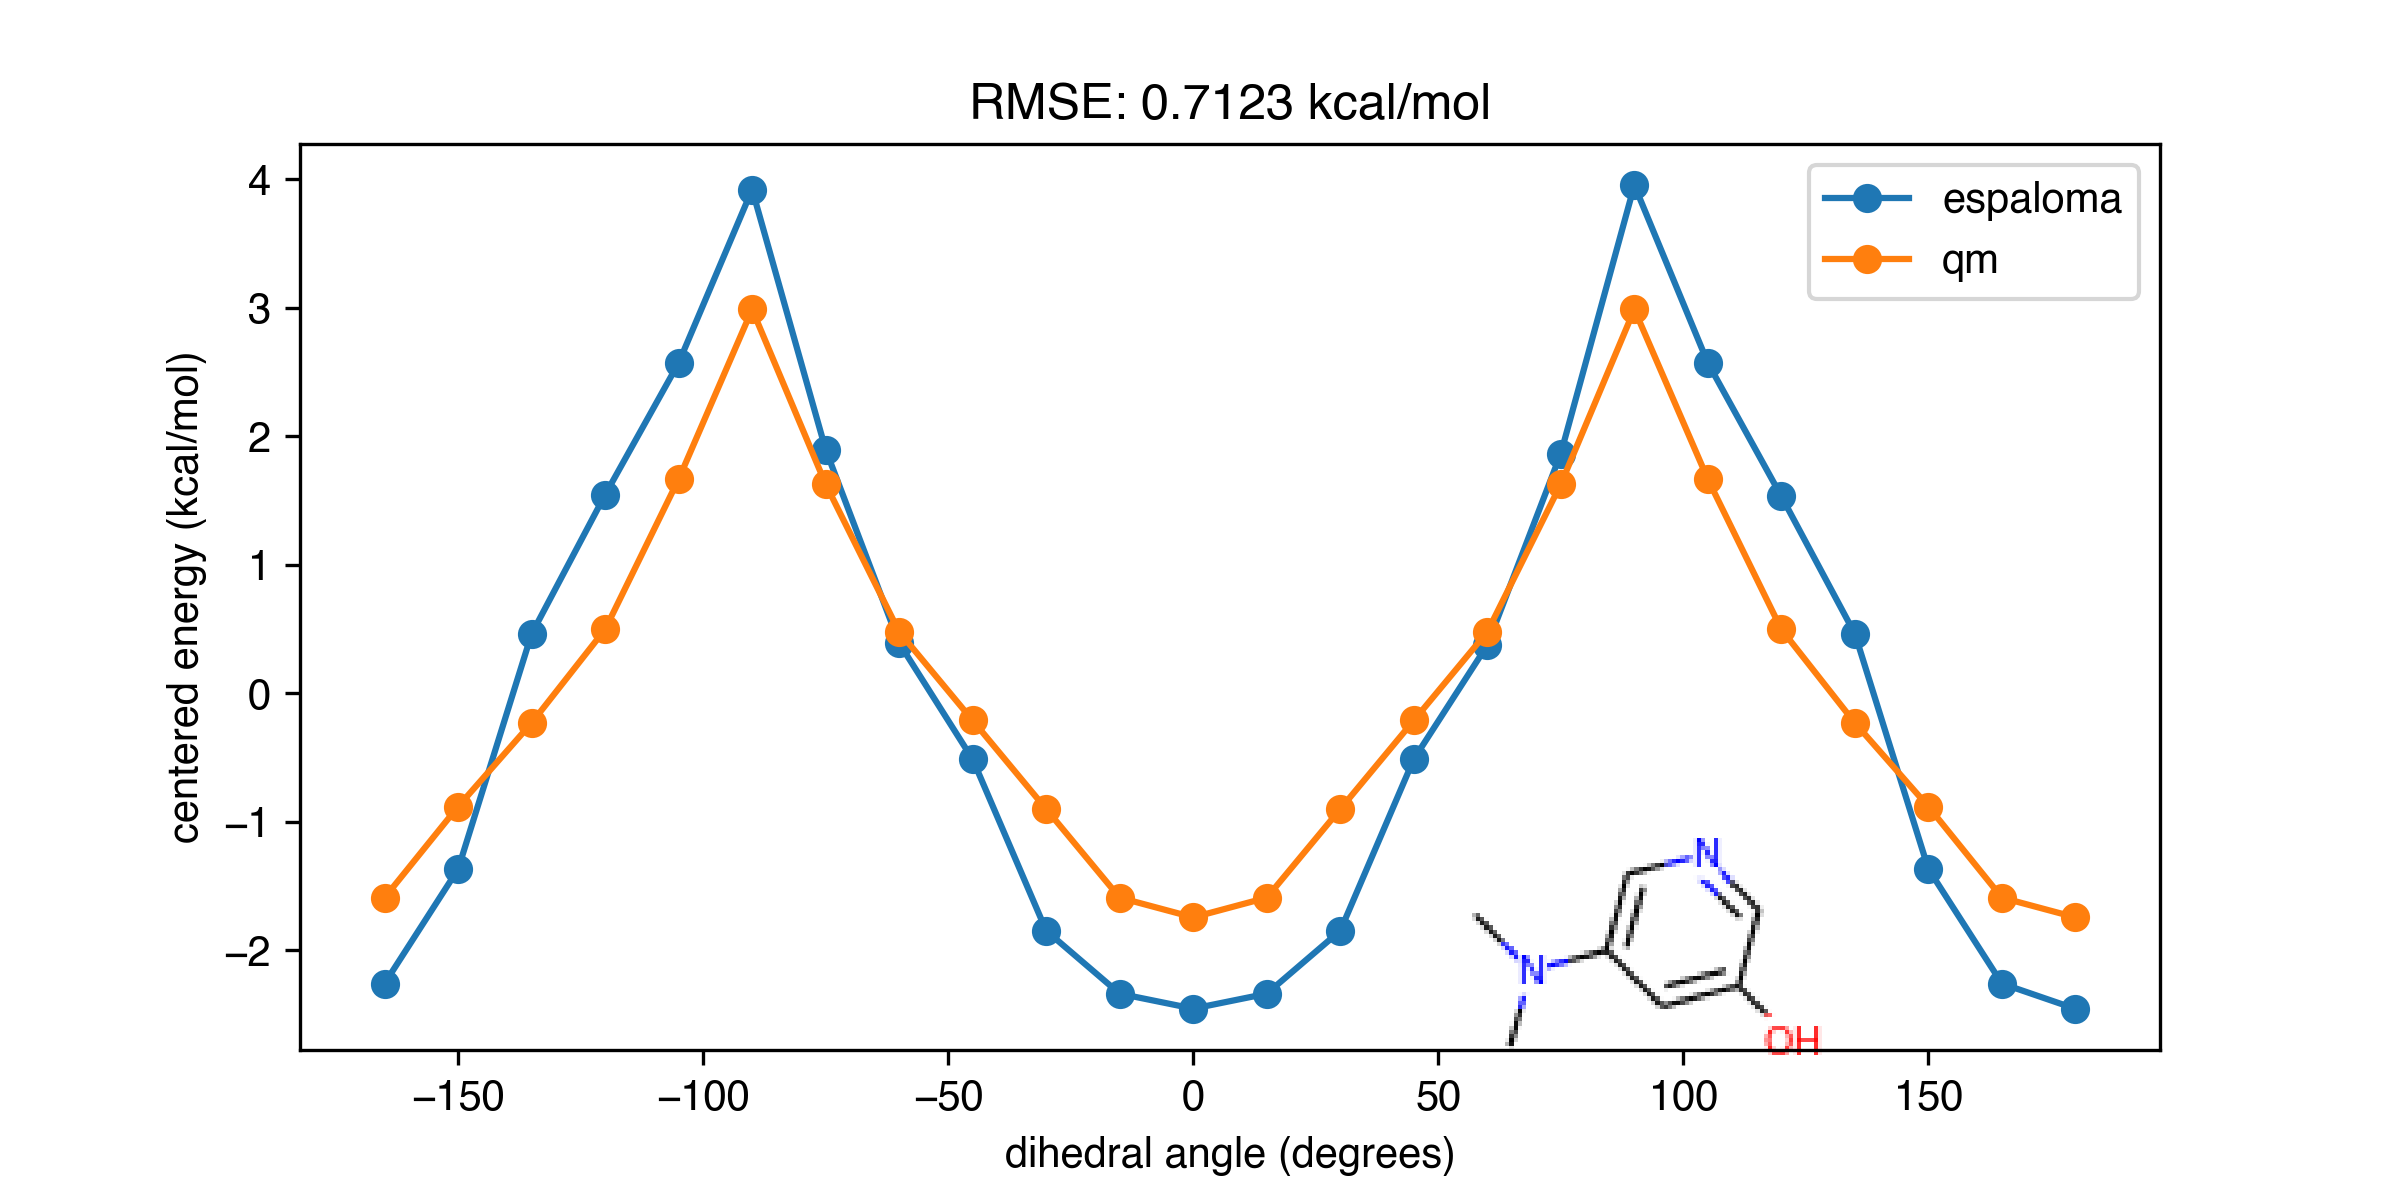 RMSE: 0.7123 kcal/mol
espaloma
qm
centered energy (kcal/mol)
4
3
2
1
0
−1
−2
N
N
OH
−150 −100 −50 0 50 100 150
dihedral angle (degrees)